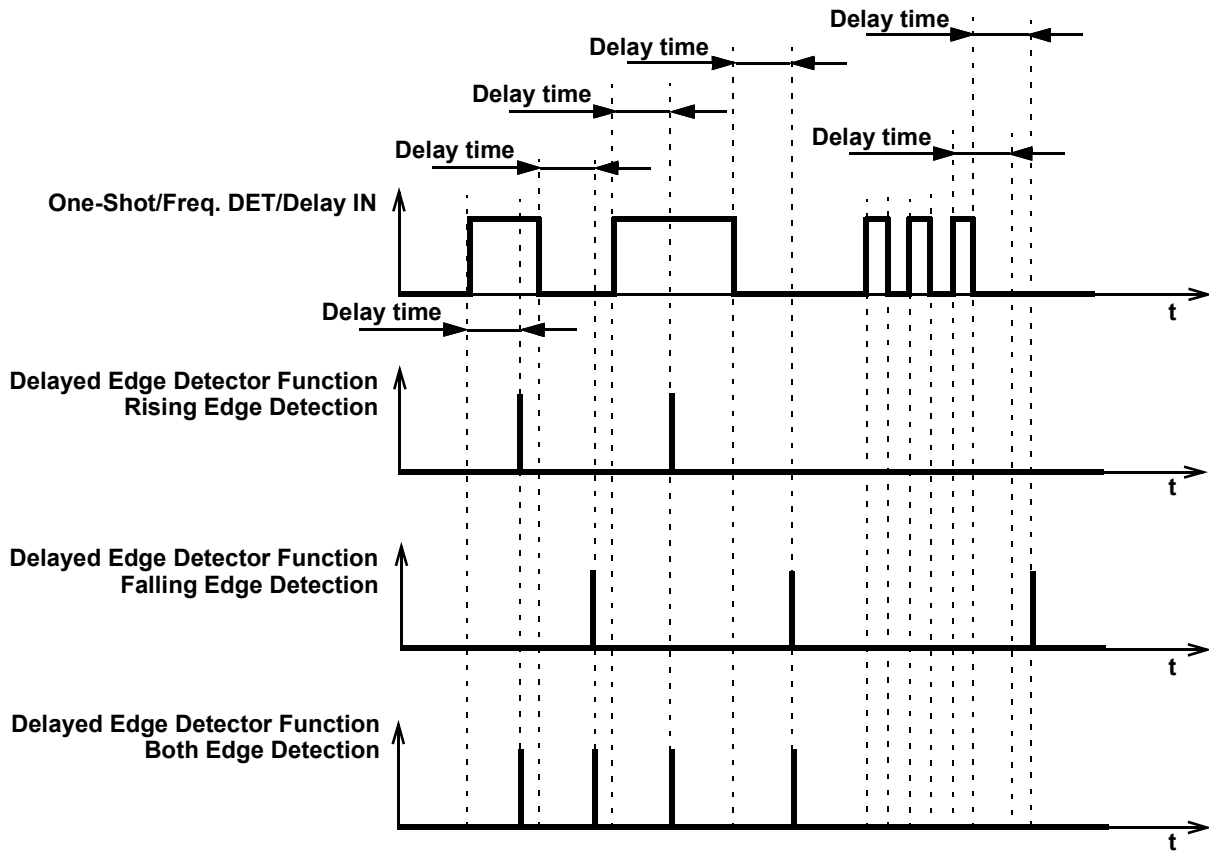 Delay time
Delay time
Delay time
Delay time
Delay time
One-Shot/Freq. DET/Delay IN
t
Delay time
Delayed Edge Detector Function
Rising Edge Detection
t
Delayed Edge Detector Function
Falling Edge Detection
t
Delayed Edge Detector Function
Both Edge Detection
t